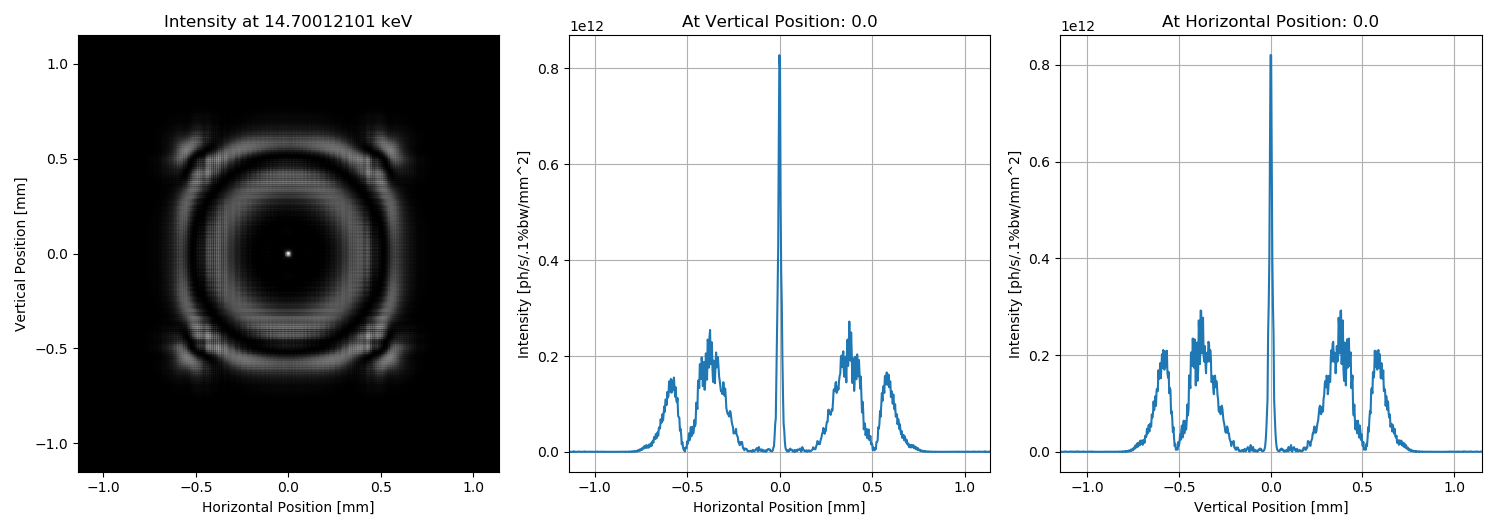 Intensity at 14.70012101 keV
Vertical Position [mm]
1.0
0.5
0.0
−0.5
−1.0
−1.0 −0.5 0.0 0.5 1.0
Horizontal Position [mm]
At Vertical Position: 0.0
1e12
Intensity [ph/s/.1%bw/mm^2]
0.8
0.6
0.4
0.2
0.0
−1.0 −0.5 0.0 0.5 1.0
Horizontal Position [mm]
At Horizontal Position: 0.0
1e12
Intensity [ph/s/.1%bw/mm^2]
0.8
0.6
0.4
0.2
0.0
−1.0 −0.5 0.0 0.5 1.0
Vertical Position [mm]